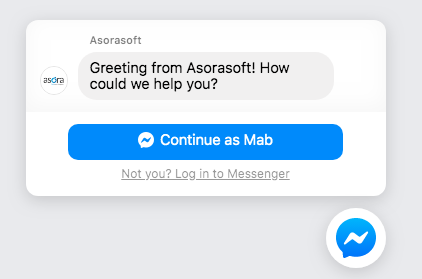 Asorasoft
asora
Greeting from Asorasoft! How
could we help you?
Continue as Mab
Not you? Log in to Messenger